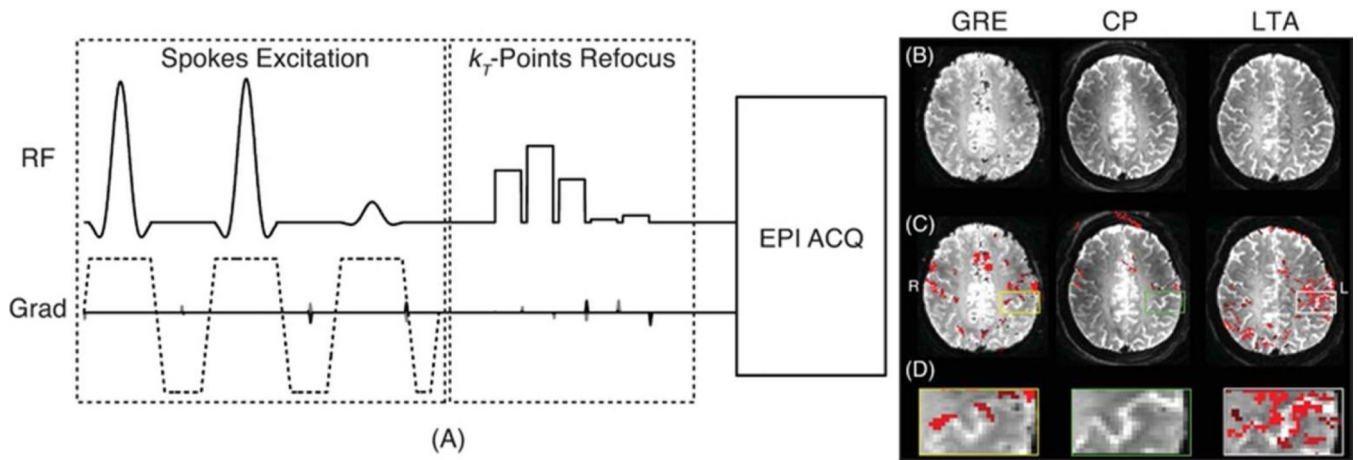 GRE CP LTA
Spokes Excitation
k_T-Points Refocus
(B)
RF
EPI ACQ
(C)
R
L
Grad
(D)
(A)